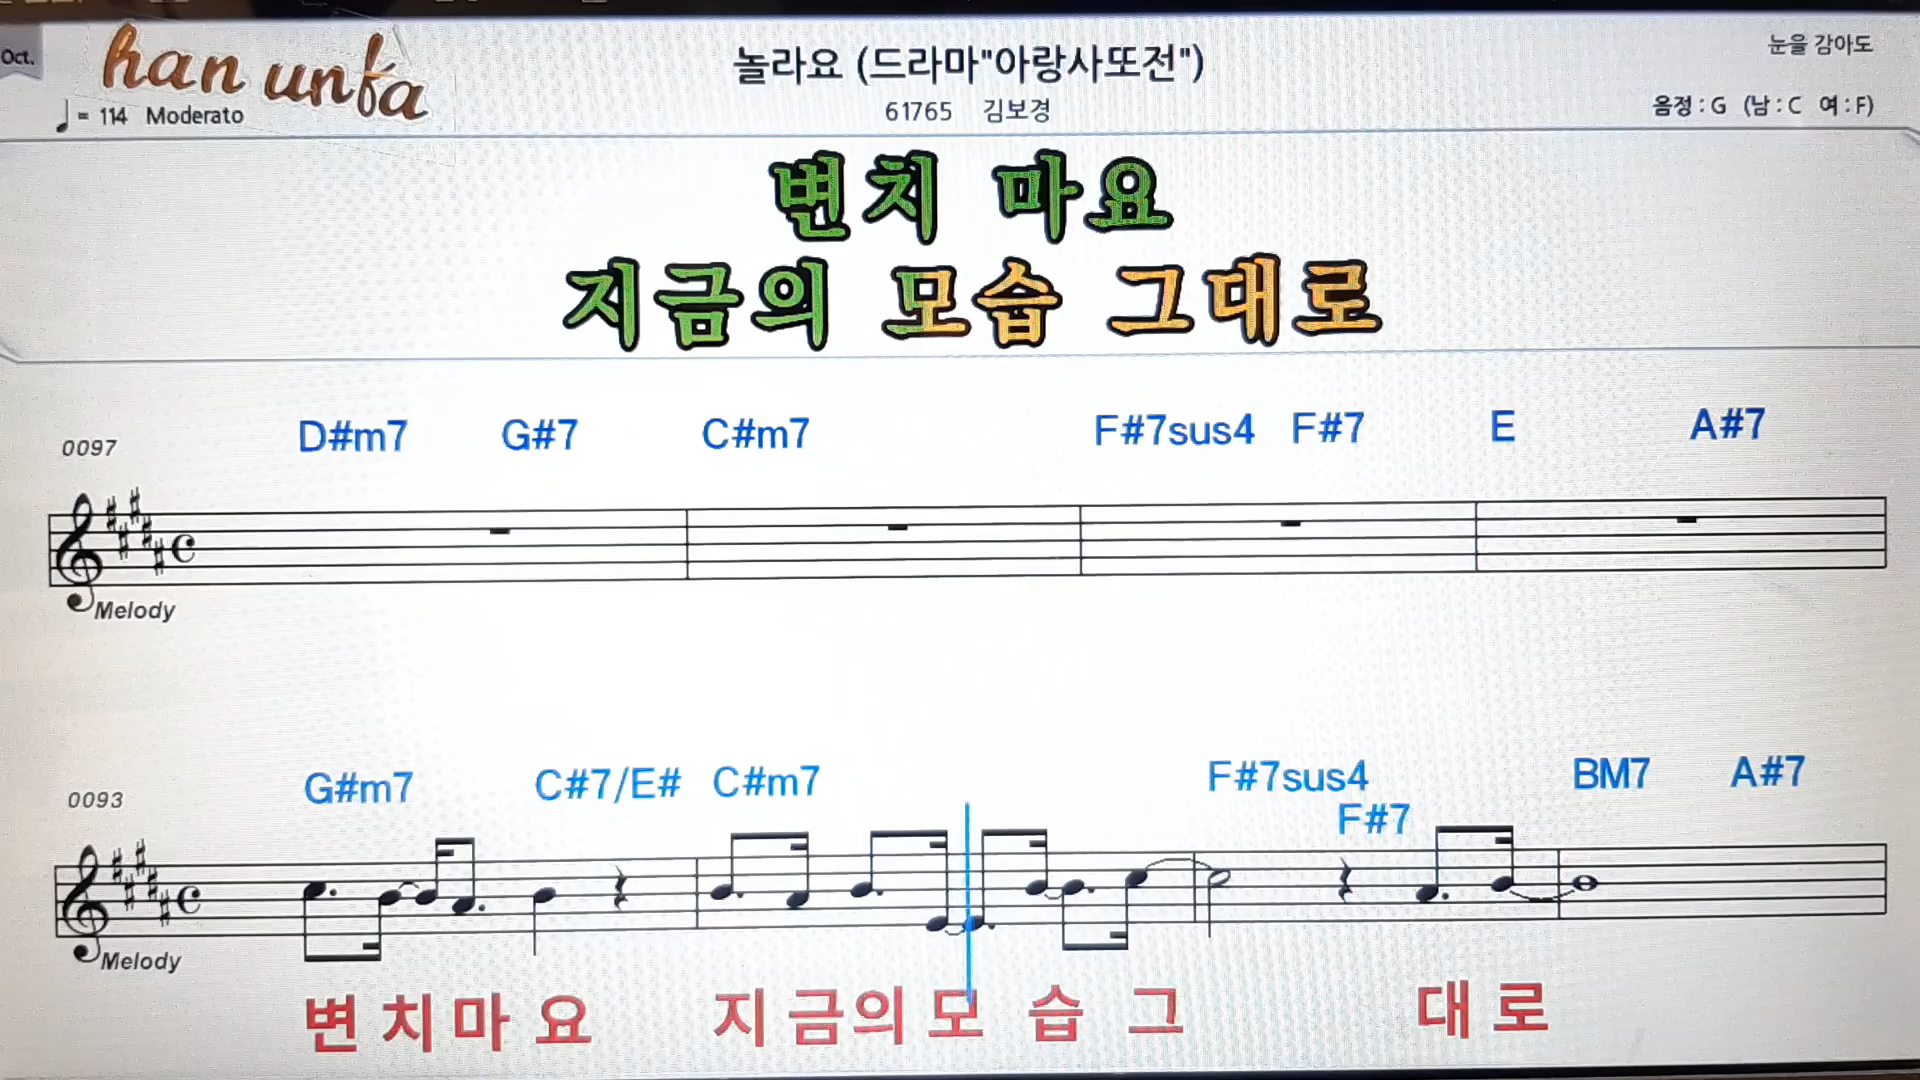 Oct.
han unfa
놀라요 (드라마"아랑사또전")
눈을 감아도
= 114 Moderato
61765 김보경
음정 : G (남 : C 여 : F)
변치 마요
지금의 모습 그대로
0097
D#m7 G#7 C#m7 F#7sus4 F#7 E A#7
Melody
0093
G#m7 C#7/E# C#m7 F#7sus4 F#7 BM7 A#7
Melody
변 치 마 요 지 금 의 모 습 그 대 로